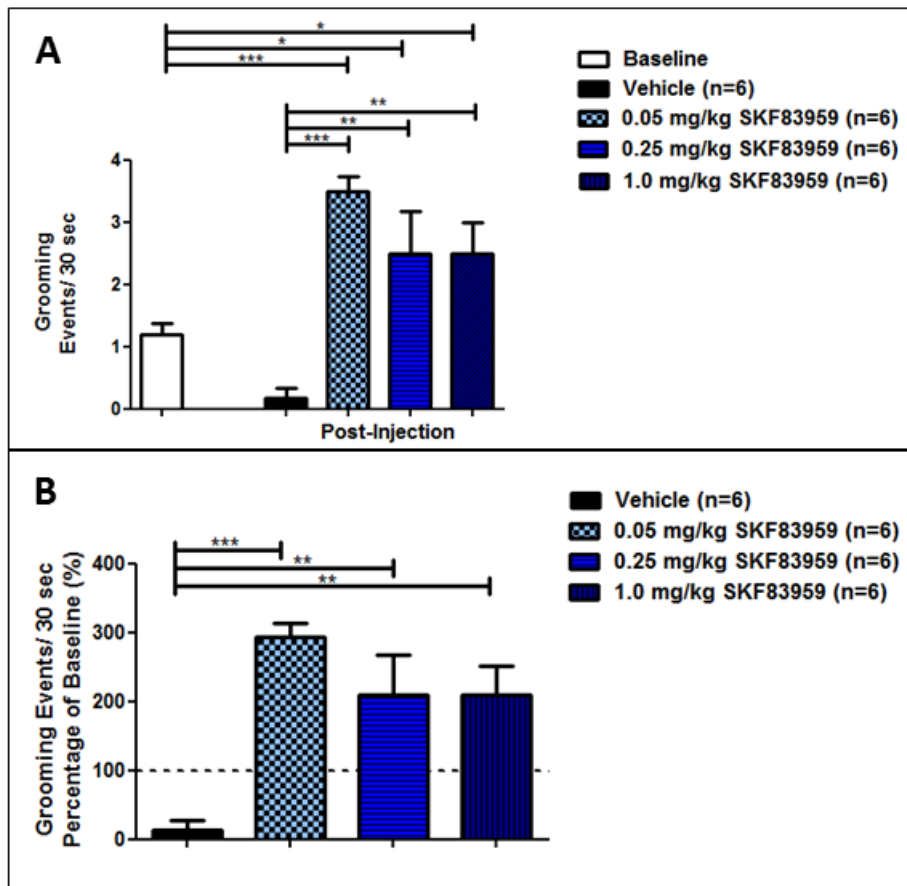 A
*
*
***
**
**
***
Baseline
Vehicle (n=6)
0.05 mg/kg SKF83959 (n=6)
0.25 mg/kg SKF83959 (n=6)
1.0 mg/kg SKF83959 (n=6)
Grooming
Events/ 30 sec
4
3
2
1
0
Post-Injection
B
***
**
**
Vehicle (n=6)
0.05 mg/kg SKF83959 (n=6)
0.25 mg/kg SKF83959 (n=6)
1.0 mg/kg SKF83959 (n=6)
Grooming Events/ 30 sec
Percentage of Baseline (%)
400
300
200
100
0